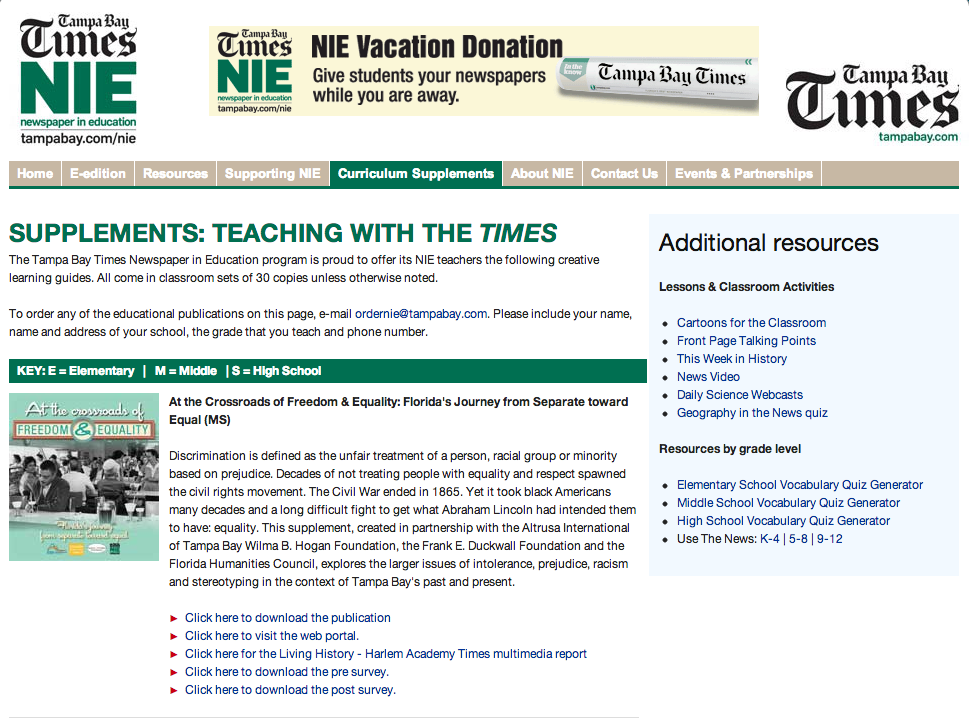 Tampa Bay
Times
NIE
newspaper in education
tampabay.com/nie
Tampa Bay
Times
NIE
newspaper in education
tampabay.com/nie
NIE Vacation Donation
Give students your newspapers
while you are away.
In the
know
Tampa Bay Times
Tampa Bay
Times
tampabay.com
Home
E-edition
Resources
Supporting NIE
Curriculum Supplements
About NIE
Contact Us
Events & Partnerships
SUPPLEMENTS: TEACHING WITH THE TIMES
The Tampa Bay Times Newspaper in Education program is proud to offer its NIE teachers the following creative
learning guides. All come in classroom sets of 30 copies unless otherwise noted.
To order any of the educational publications on this page, e-mail ordernie@tampabay.com. Please include your name,
name and address of your school, the grade that you teach and phone number.
KEY: E = Elementary | M = Middle | S = High School
At the crossroads of
FREEDOM & EQUALITY
Florida's journey
from separate toward equal
At the Crossroads of Freedom & Equality: Florida's Journey from Separate toward
Equal (MS)
Discrimination is defined as the unfair treatment of a person, racial group or minority
based on prejudice. Decades of not treating people with equality and respect spawned
the civil rights movement. The Civil War ended in 1865. Yet it took black Americans
many decades and a long difficult fight to get what Abraham Lincoln had intended them
to have: equality. This supplement, created in partnership with the Altrusa International
of Tampa Bay Wilma B. Hogan Foundation, the Frank E. Duckwall Foundation and the
Florida Humanities Council, explores the larger issues of intolerance, prejudice, racism
and stereotyping in the context of Tampa Bay's past and present.
► Click here to download the publication
► Click here to visit the web portal.
► Click here for the Living History - Harlem Academy Times multimedia report
► Click here to download the pre survey.
► Click here to download the post survey.
Additional resources
Lessons & Classroom Activities
• Cartoons for the Classroom
• Front Page Talking Points
• This Week in History
• News Video
• Daily Science Webcasts
• Geography in the News quiz
Resources by grade level
• Elementary School Vocabulary Quiz Generator
• Middle School Vocabulary Quiz Generator
• High School Vocabulary Quiz Generator
• Use The News: K-4 | 5-8 | 9-12